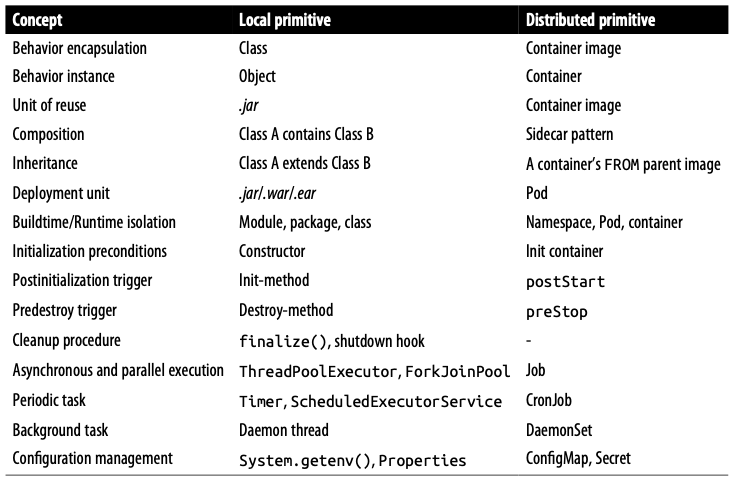 Concept Local primitive Distributed primitive
Behavior encapsulation Class Container image
Behavior instance Object Container
Unit of reuse .jar Container image
Composition Class A contains Class B Sidecar pattern
Inheritance Class A extends Class B A container's FROM parent image
Deployment unit .jar/.war/.ear Pod
Buildtime/Runtime isolation Module, package, class Namespace, Pod, container
Initialization preconditions Constructor Init container
Postinitialization trigger Init-method postStart
Predestroy trigger Destroy-method preStop
Cleanup procedure finalize(), shutdown hook -
Asynchronous and parallel execution ThreadPoolExecutor, ForkJoinPool Job
Periodic task Timer, ScheduledExecutorService CronJob
Background task Daemon thread DaemonSet
Configuration management System.getenv(), Properties ConfigMap, Secret